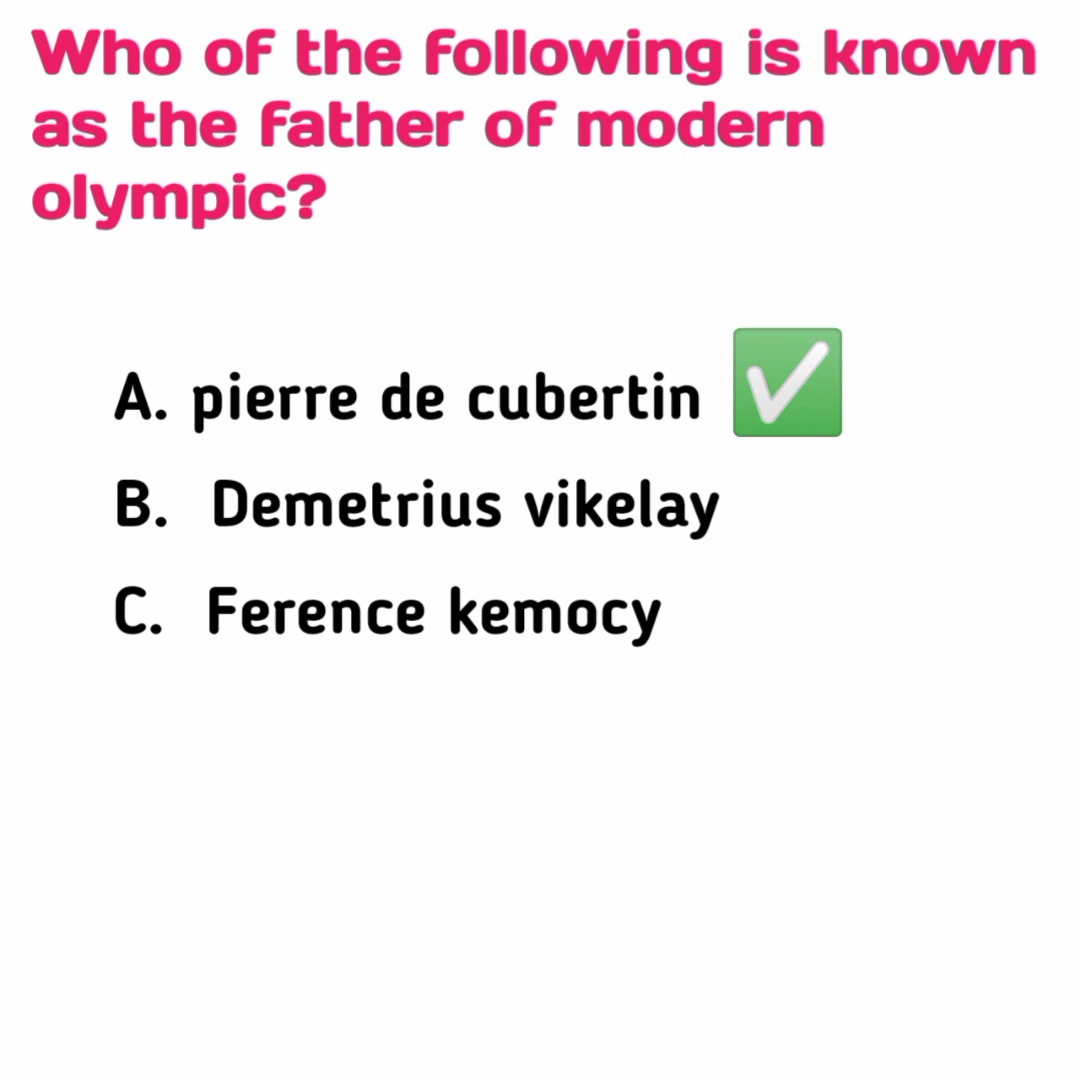 Who of the following is known
as the father of modern
olympic?
A. pierre de cubertin ✅
B. Demetrius vikelay
C. Ference kemocy